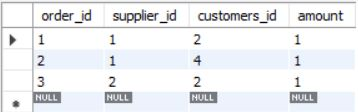 order_id supplier_id customers_id amount
1 1 2 1
2 1 4 1
3 2 2 1
NULL NULL NULL NULL